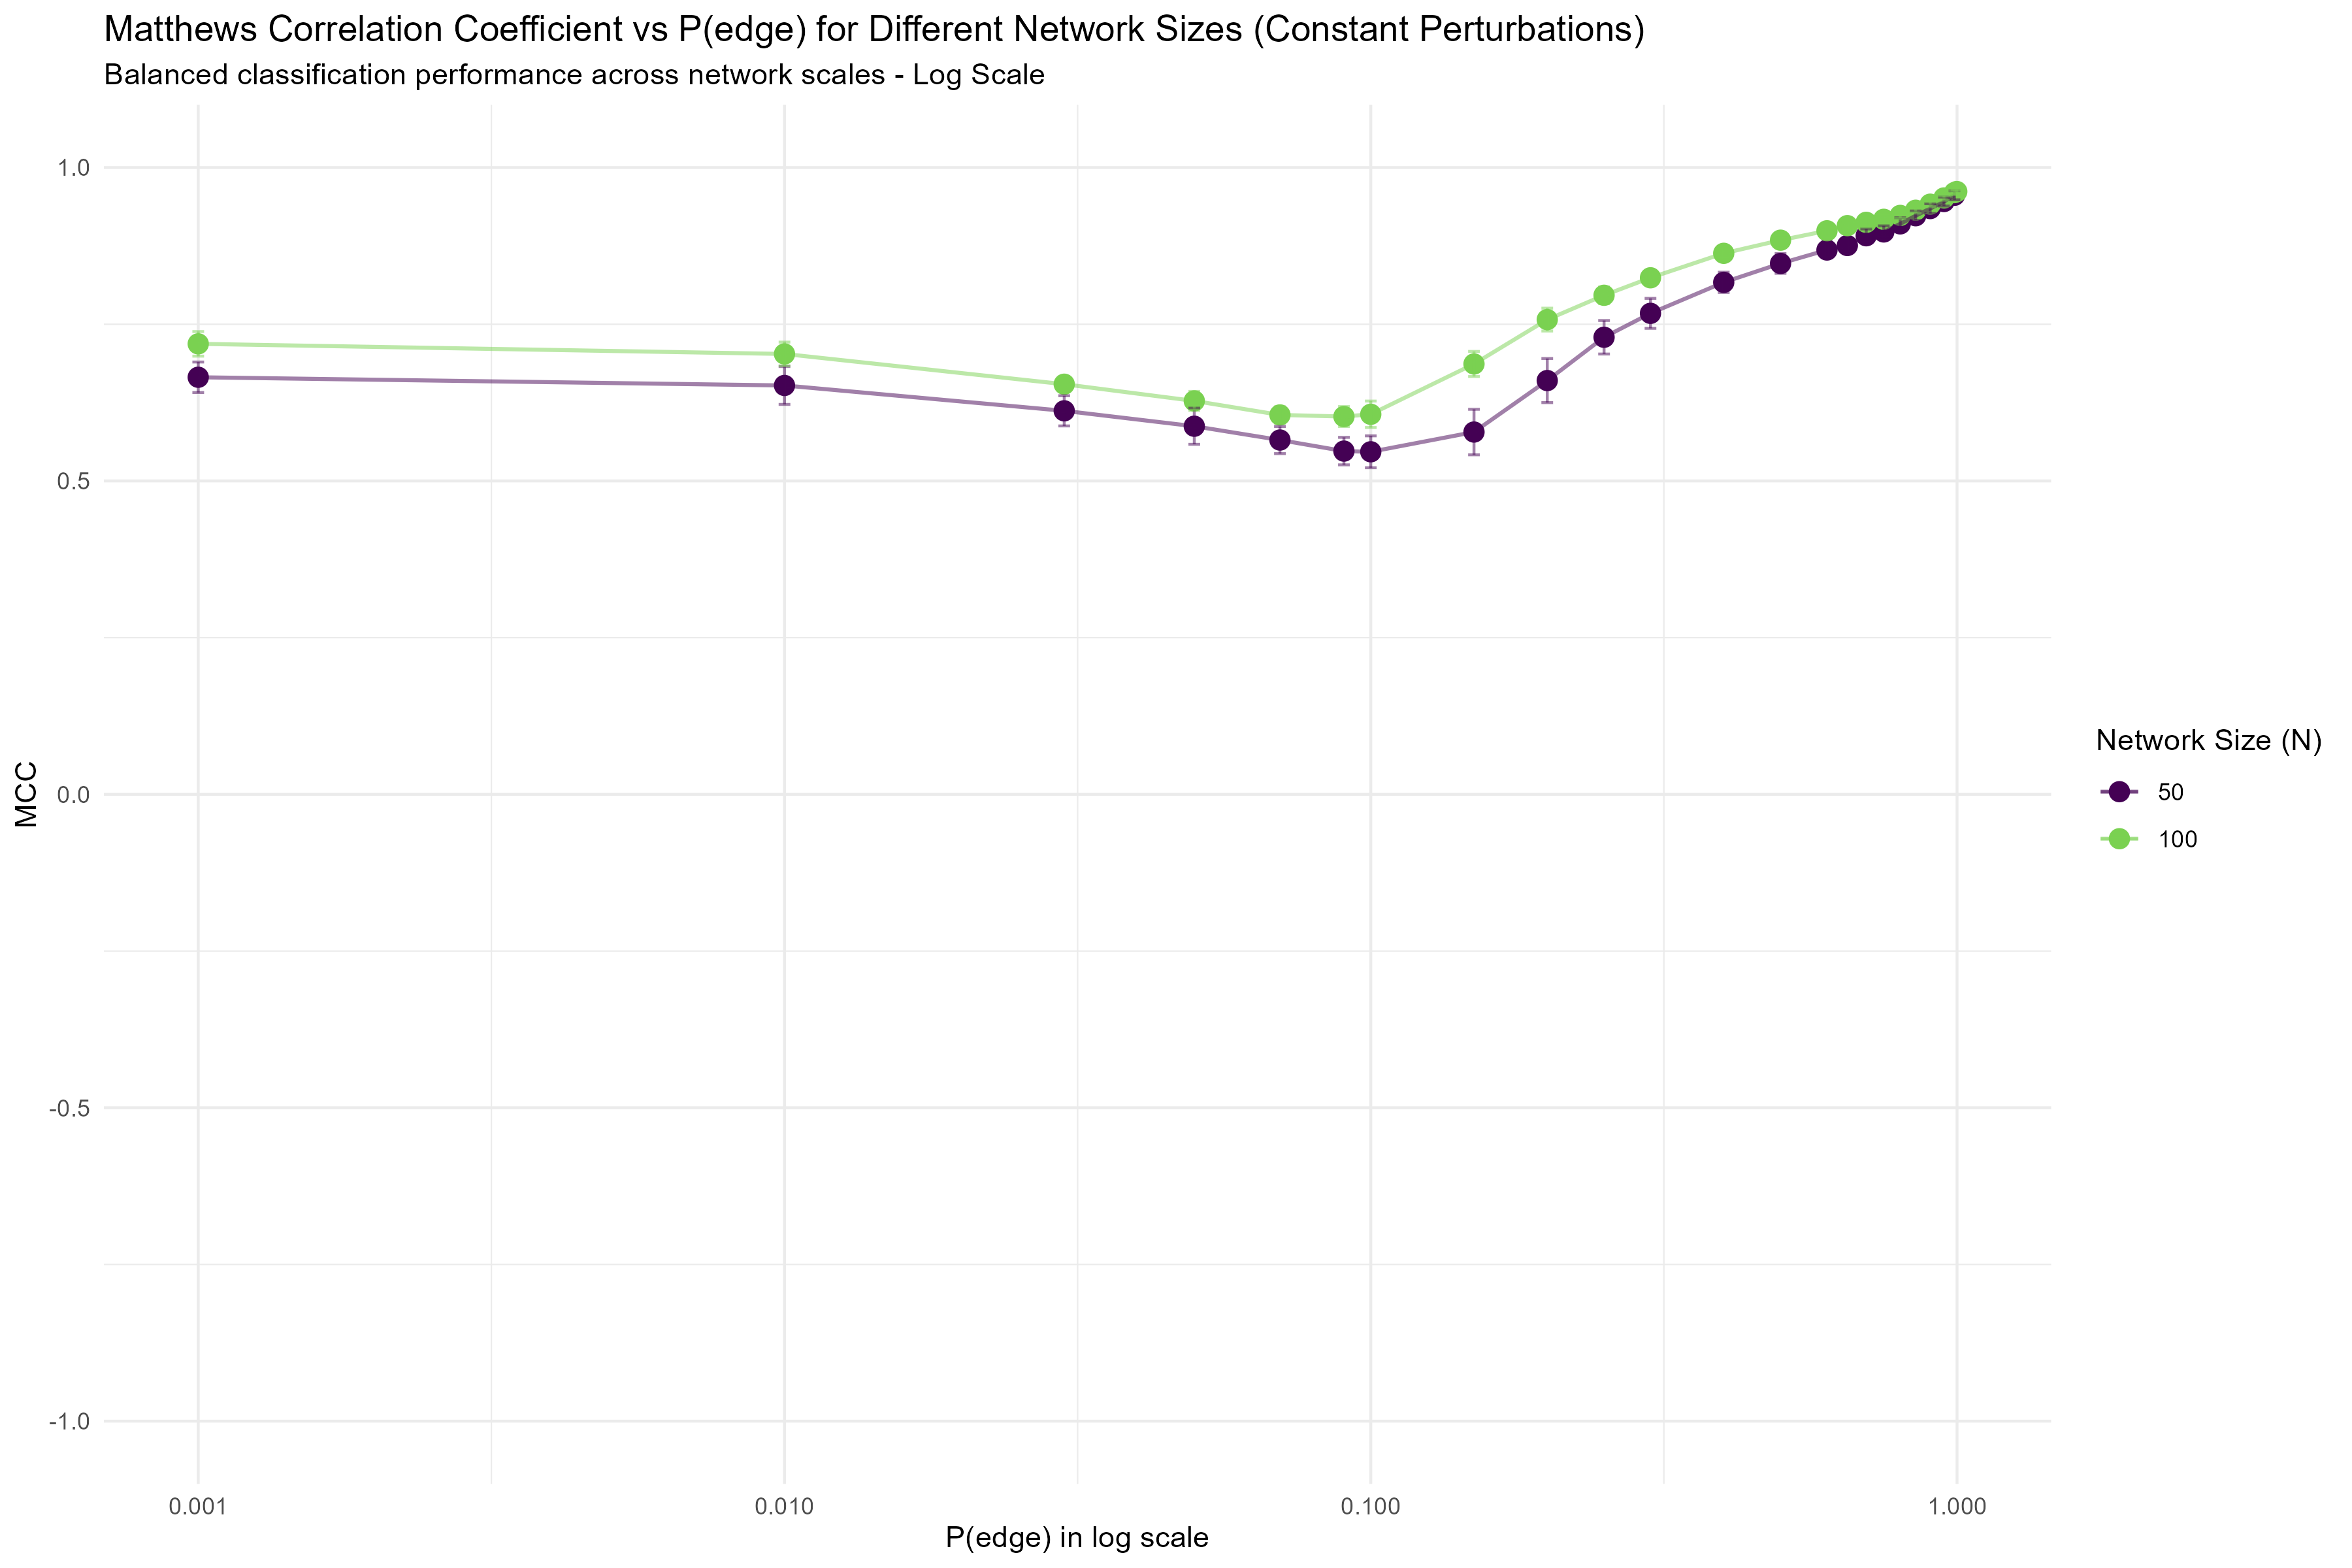 Matthews Correlation Coefficient vs P(edge) for Different Network Sizes (Constant Perturbations)
Balanced classification performance across network scales - Log Scale
MCC
1.0
0.5
0.0
-0.5
-1.0
0.001
0.010
0.100
1.000
P(edge) in log scale
Network Size (N)
50
100